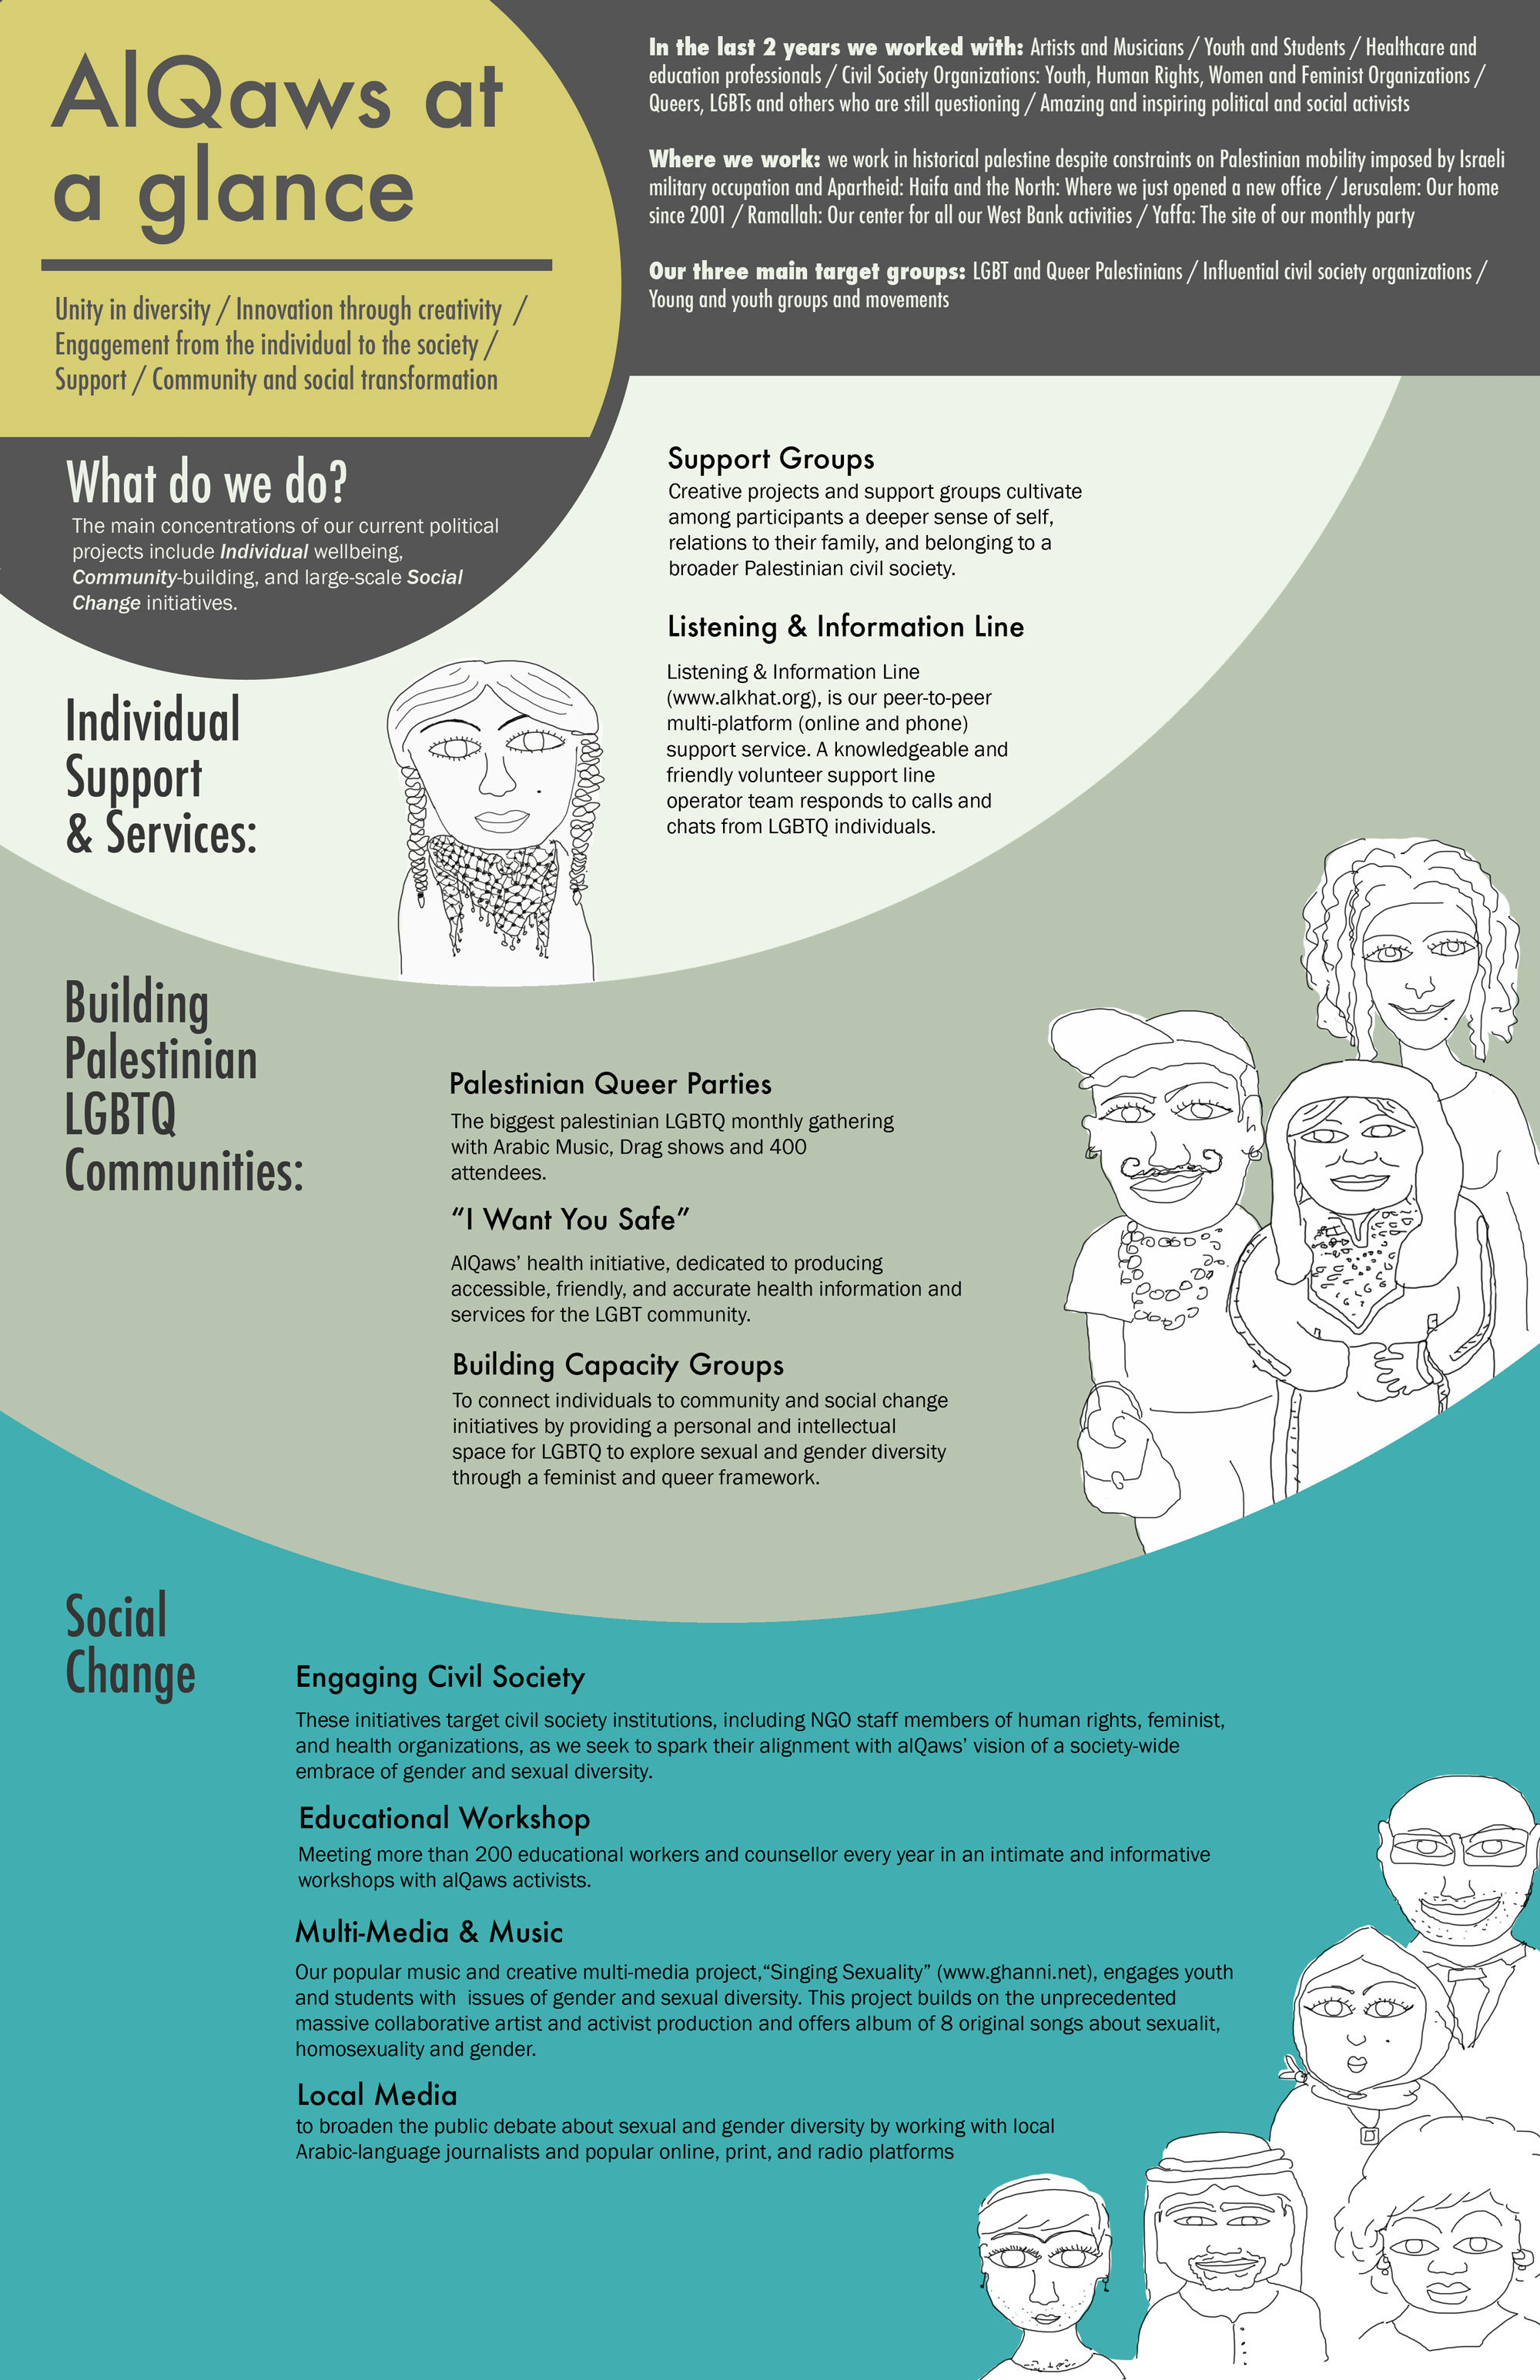 AlQaws at
a glance
Unity in diversity / Innovation through creativity /
Engagement from the individual to the society /
Support / Community and social transformation
In the last 2 years we worked with: Artists and Musicians / Youth and Students / Healthcare and
education professionals / Civil Society Organizations: Youth, Human Rights, Women and Feminist Organizations /
Queers, LGBTs and others who are still questioning / Amazing and inspiring political and social activists
Where we work: we work in historical palestine despite constraints on Palestinian mobility imposed by Israeli
military occupation and Apartheid: Haifa and the North: Where we just opened a new office / Jerusalem: Our home
since 2001 / Ramallah: Our center for all our West Bank activities / Yaffa: The site of our monthly party
Our three main target groups: LGBT and Queer Palestinians / Influential civil society organizations /
Young and youth groups and movements
What do we do?
The main concentrations of our current political
projects include Individual wellbeing,
Community-building, and large-scale Social
Change initiatives.
Individual
Support
& Services:
Support Groups
Creative projects and support groups cultivate
among participants a deeper sense of self,
relations to their family, and belonging to a
broader Palestinian civil society.
Listening & Information Line
Listening & Information Line
(www.alkhat.org), is our peer-to-peer
multi-platform (online and phone)
support service. A knowledgeable and
friendly volunteer support line
operator team responds to calls and
chats from LGBTQ individuals.
Building
Palestinian
LGBTQ
Communities:
Palestinian Queer Parties
The biggest palestinian LGBTQ monthly gathering
with Arabic Music, Drag shows and 400
attendees.
“I Want You Safe”
AlQaws’ health initiative, dedicated to producing
accessible, friendly, and accurate health information and
services for the LGBT community.
Building Capacity Groups
To connect individuals to community and social change
initiatives by providing a personal and intellectual
space for LGBTQ to explore sexual and gender diversity
through a feminist and queer framework.
Social
Change
Engaging Civil Society
These initiatives target civil society institutions, including NGO staff members of human rights, feminist,
and health organizations, as we seek to spark their alignment with alQaws’ vision of a society-wide
embrace of gender and sexual diversity.
Educational Workshop
Meeting more than 200 educational workers and counsellor every year in an intimate and informative
workshops with alQaws activists.
Multi-Media & Music
Our popular music and creative multi-media project,“Singing Sexuality” (www.ghanni.net), engages youth
and students with issues of gender and sexual diversity. This project builds on the unprecedented
massive collaborative artist and activist production and offers album of 8 original songs about sexualit,
homosexuality and gender.
Local Media
to broaden the public debate about sexual and gender diversity by working with local
Arabic-language journalists and popular online, print, and radio platforms